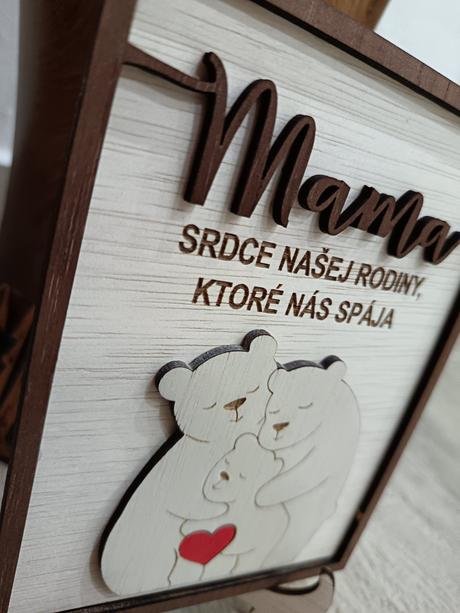 Mama
SRDCE NAŠEJ RODINY,
KTORÉ NÁS SPÁJA